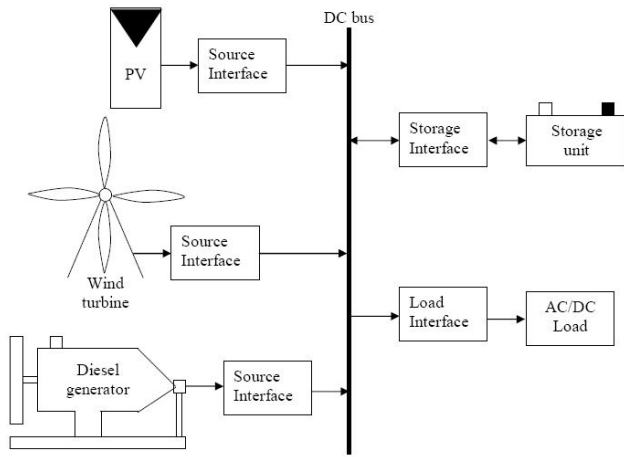 DC bus
PV
Source
Interface
Storage
Interface
Storage
unit
Wind
turbine
Source
Interface
Load
Interface
AC/DC
Load
Diesel
generator
Source
Interface